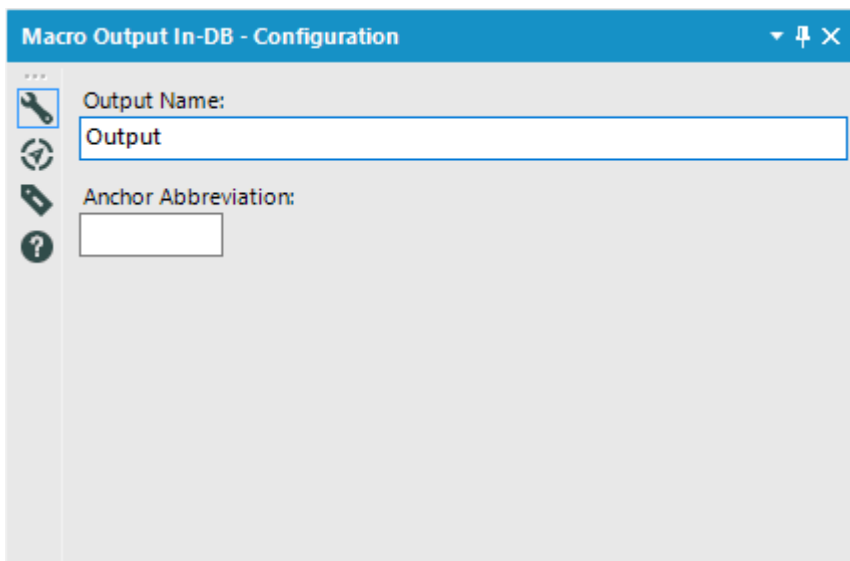 Macro Output In-DB - Configuration
Output Name:
Output
Anchor Abbreviation: